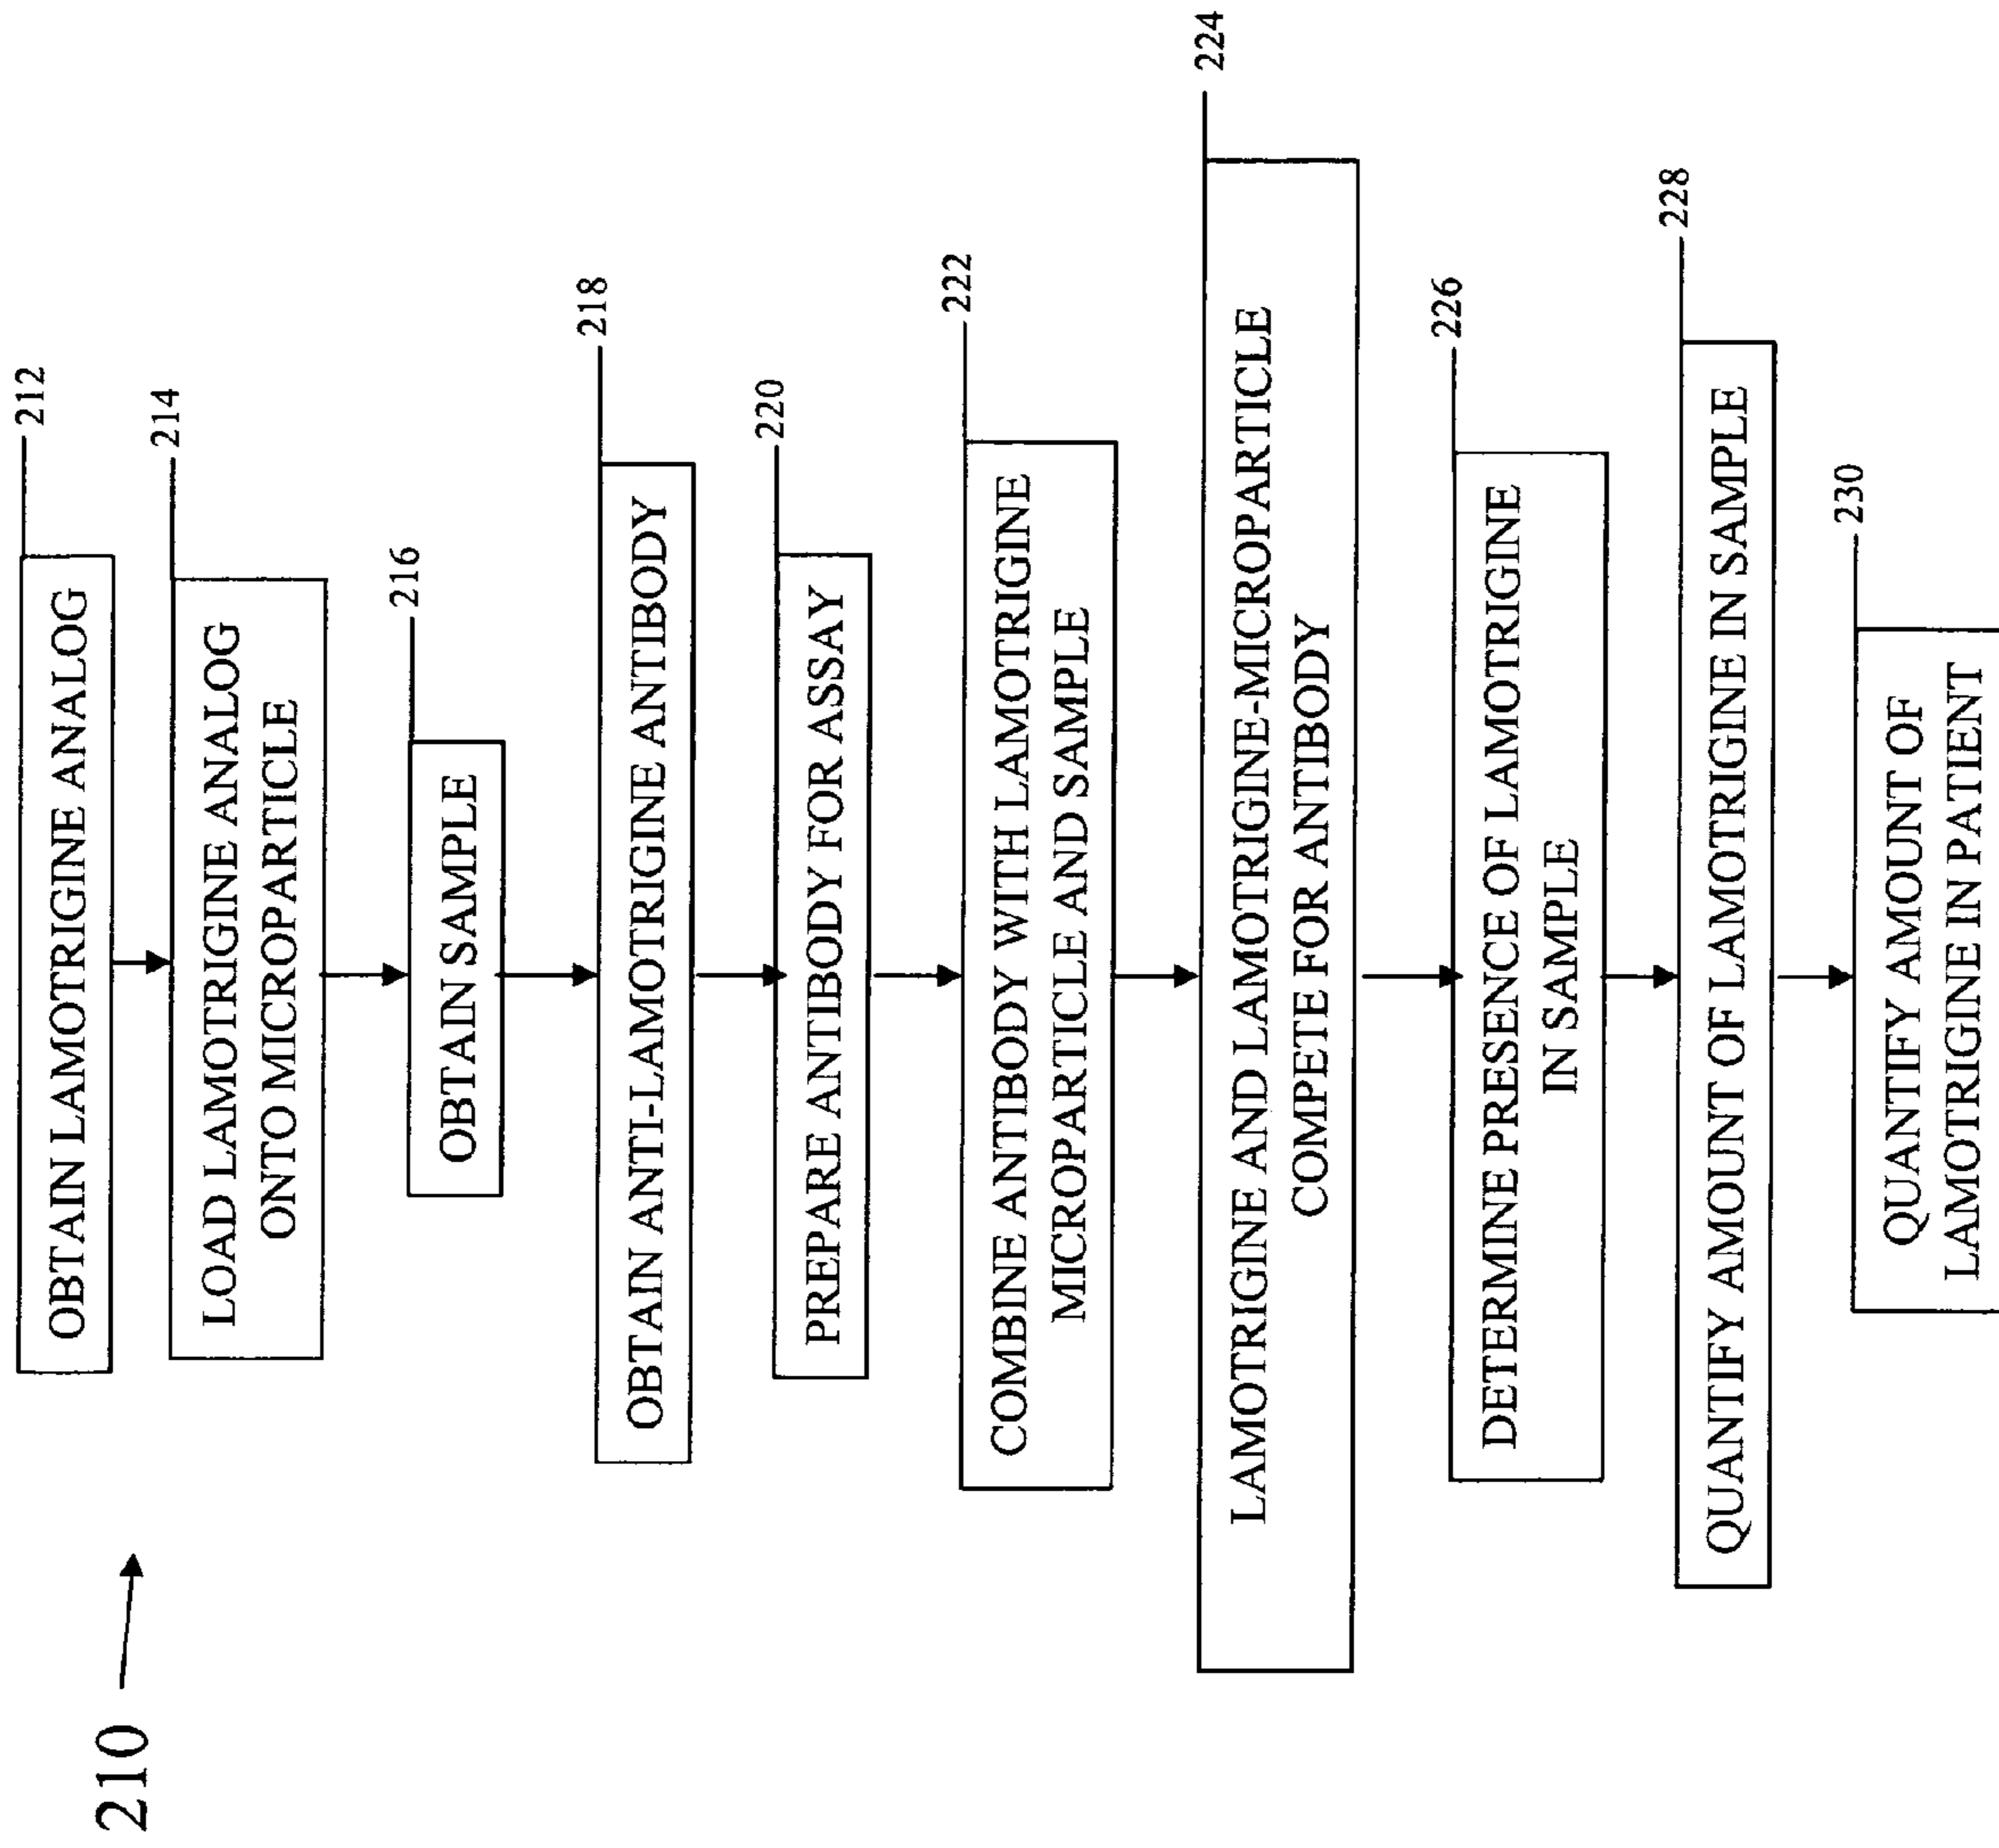 210
212
OBTAIN LAMOTRIGINE ANALOG
214
LOAD LAMOTRIGINE ANALOG
ONTO MICROPARTICLE
216
OBTAIN SAMPLE
218
OBTAIN ANTI-LAMOTRIGINE ANTIBODY
220
PREPARE ANTIBODY FOR ASSAY
222
COMBINE ANTIBODY WITH LAMOTRIGINE
MICROPARTICLE AND SAMPLE
224
LAMOTRIGINE AND LAMOTRIGINE-MICROPARTICLE
COMPETE FOR ANTIBODY
226
DETERMINE PRESENCE OF LAMOTRIGINE
IN SAMPLE
228
QUANTIFY AMOUNT OF LAMOTRIGINE IN SAMPLE
230
QUANTIFY AMOUNT OF
LAMOTRIGINE IN PATIENT